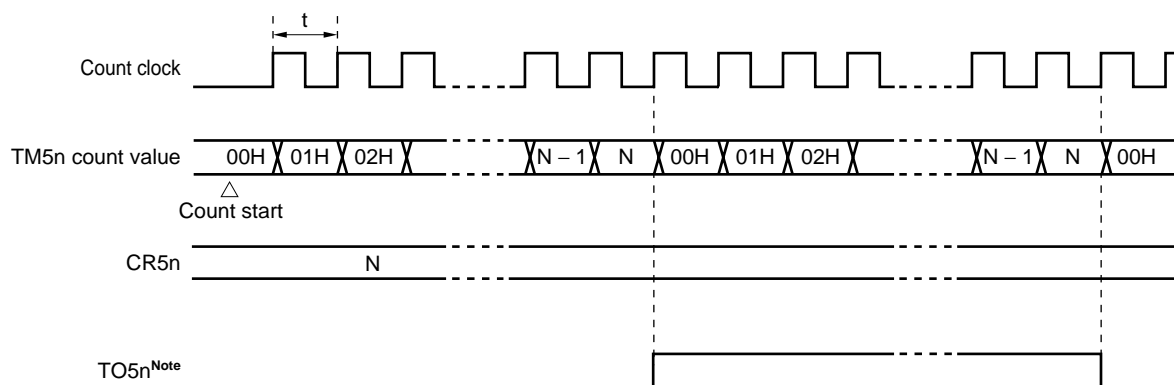 t
Count clock
TM5n count value 00H 01H 02H N − 1 N 00H 01H 02H N − 1 N 00H
Count start
CR5n N
TO5nNote